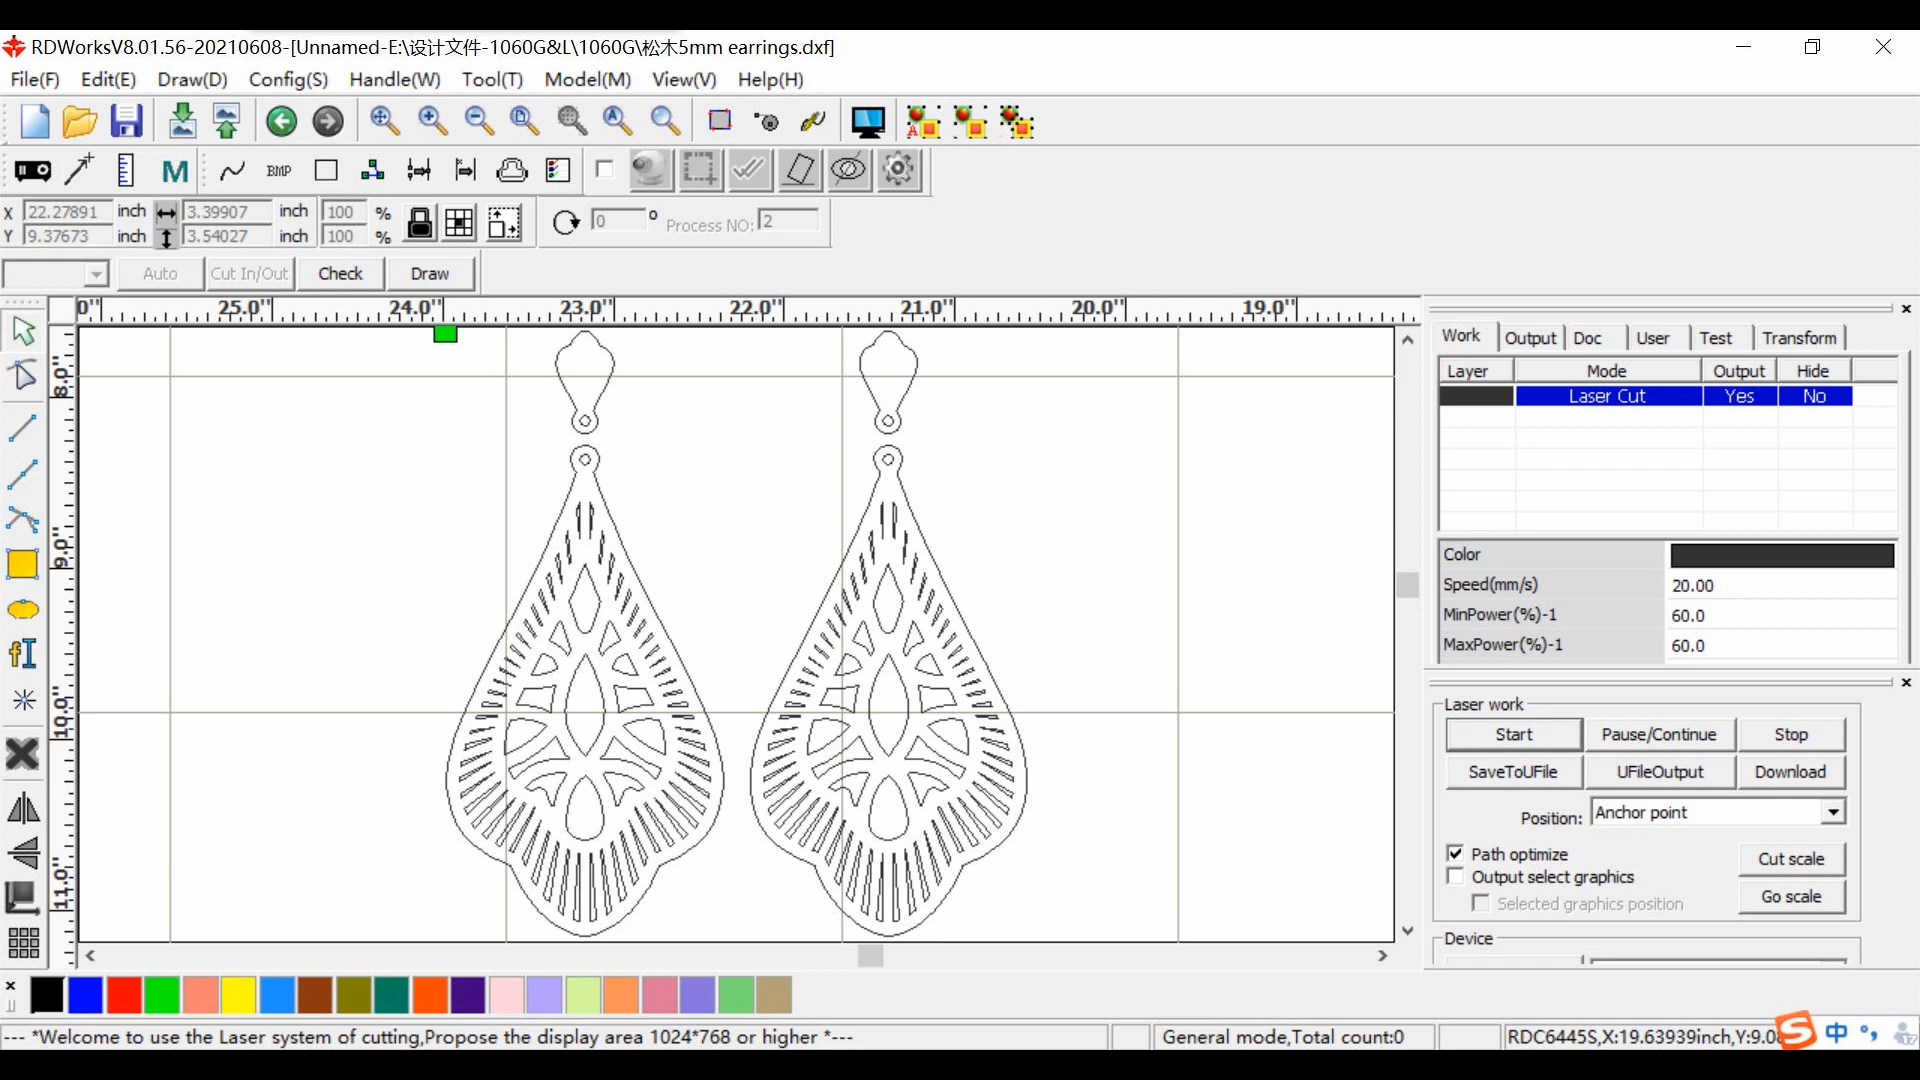 RDWorksV8.01.56-20210608-[Unnamed-E:\设计文件-1060G&L\1060G\松木5mm earrings.dxf]
File(F) Edit(E) Draw(D) Config(S) Handle(W) Tool(T) Model(M) View(V) Help(H)
A A
M BMP
X 22.27891 inch 3.39907 inch 100 %
Y 9.37673 inch 3.54027 inch 100 %
0 ° Process NO: 2
Auto Cut In/Out Check Draw
0" 25.0" 24.0" 23.0" 22.0" 21.0" 20.0" 19.0"
8.0"
9.0"
10.0"
11.0"
Work Output Doc User Test Transform
Layer Mode Output Hide
Laser Cut Yes No
Color
Speed(mm/s) 20.00
MinPower(%)-1 60.0
MaxPower(%)-1 60.0
Laser work
Start Pause/Continue Stop
SaveToUFile UFileOutput Download
Position: Anchor point
Path optimize Cut scale
Output select graphics
Selected graphics position Go scale
Device
--- *Welcome to use the Laser system of cutting,Propose the display area 1024*768 or higher *---
General mode,Total count:0
RDC6445S,X:19.63939inch,Y:9.0
S 中